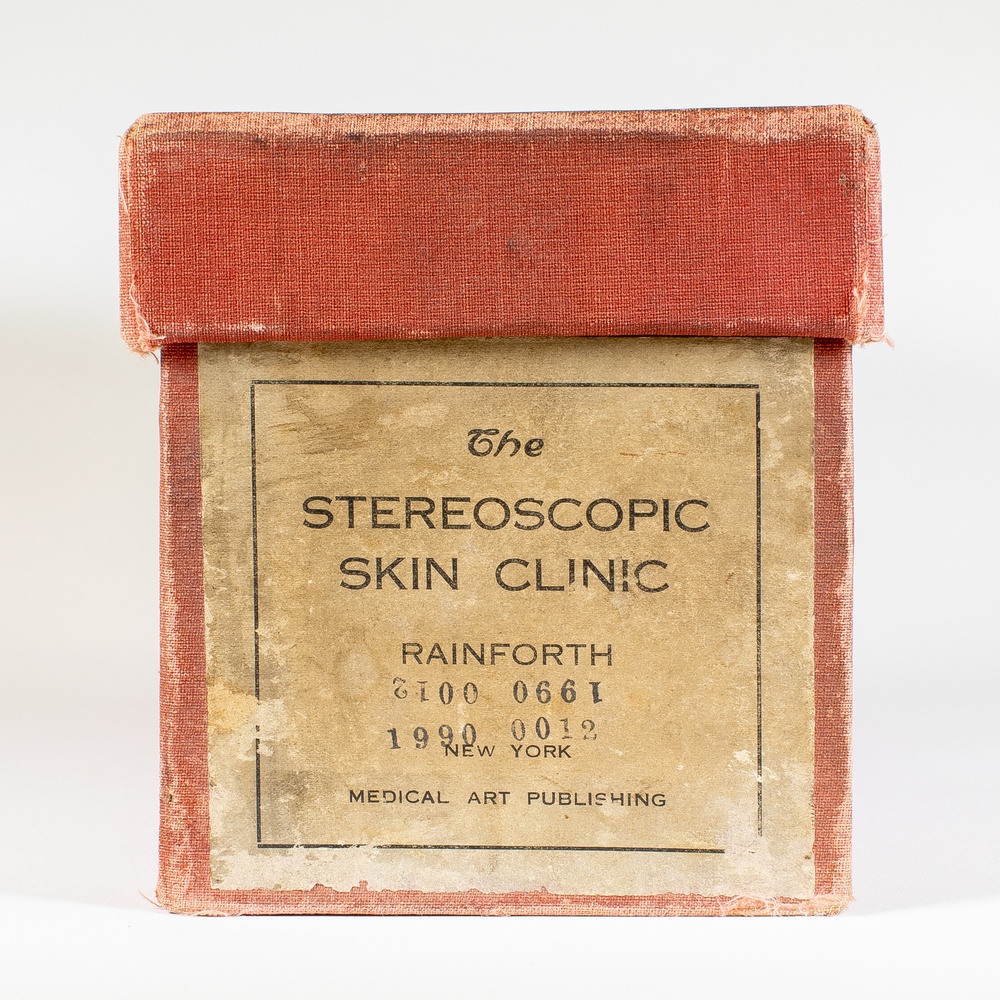 The
STEREOSCOPIC
SKIN CLINIC
RAINFORTH
1990 0012
1990 0012
NEW YORK
MEDICAL ART PUBLISHING